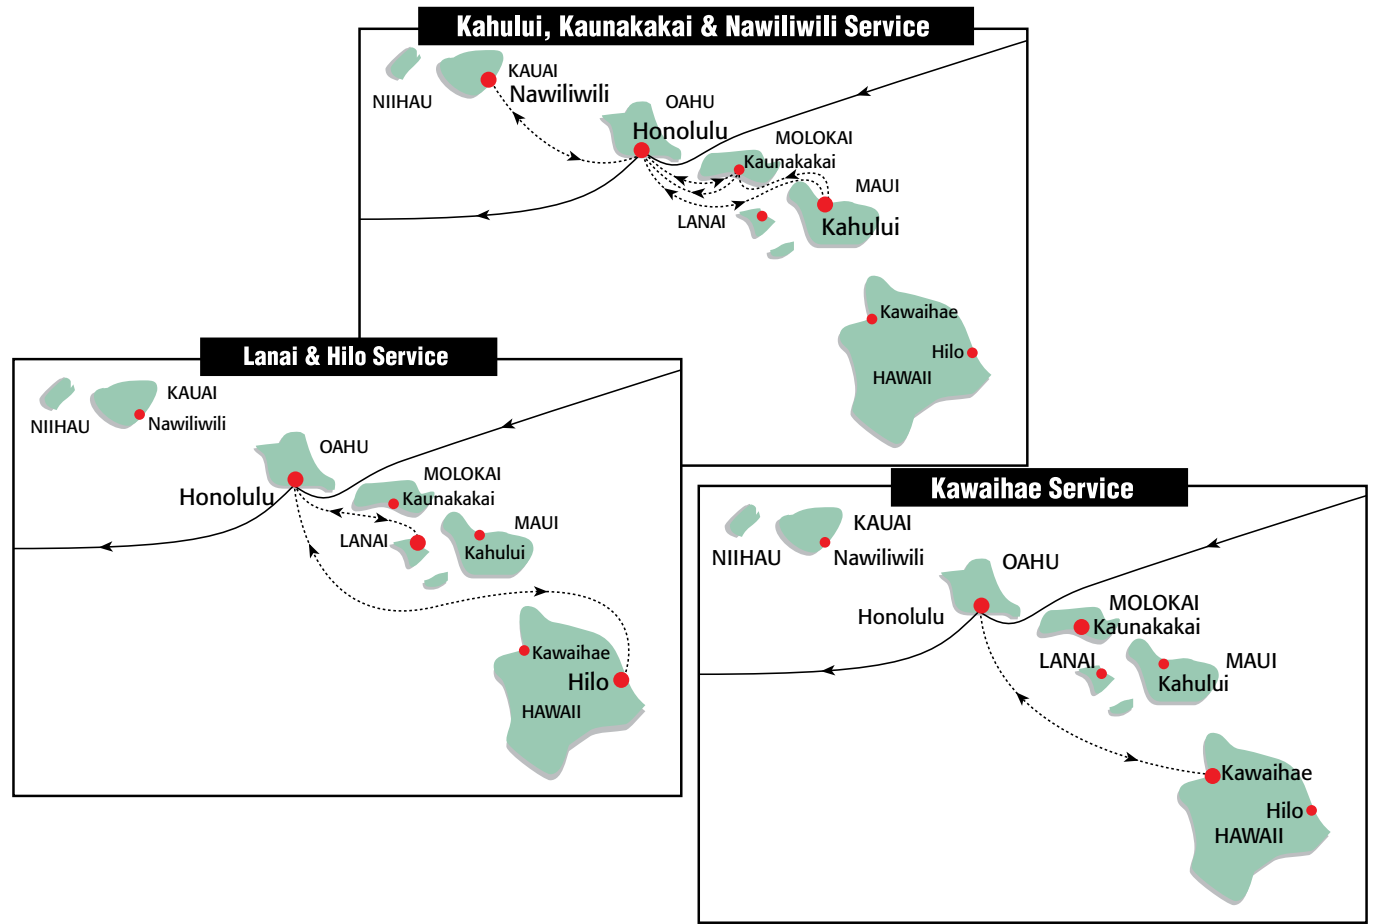 Kahului, Kaunakakai & Nawiliwili Service
KAUAI
NIIHAU
Nawiliwili
OAHU
Honolulu
MOLOKAI
Kaunakakai
MAUI
LANAI
Kahului
Kawaihae
Hilo
HAWAII
Lanai & Hilo Service
KAUAI
NIIHAU
Nawiliwili
OAHU
MOLOKAI
Honolulu
Kaunakakai
MAUI
LANAI
Kahului
Kawaihae
Hilo
HAWAII
Kawaihae Service
KAUAI
NIIHAU
Nawiliwili
OAHU
MOLOKAI
Honolulu
Kaunakakai
LANAI
MAUI
Kahului
Kawaihae
Hilo
HAWAII